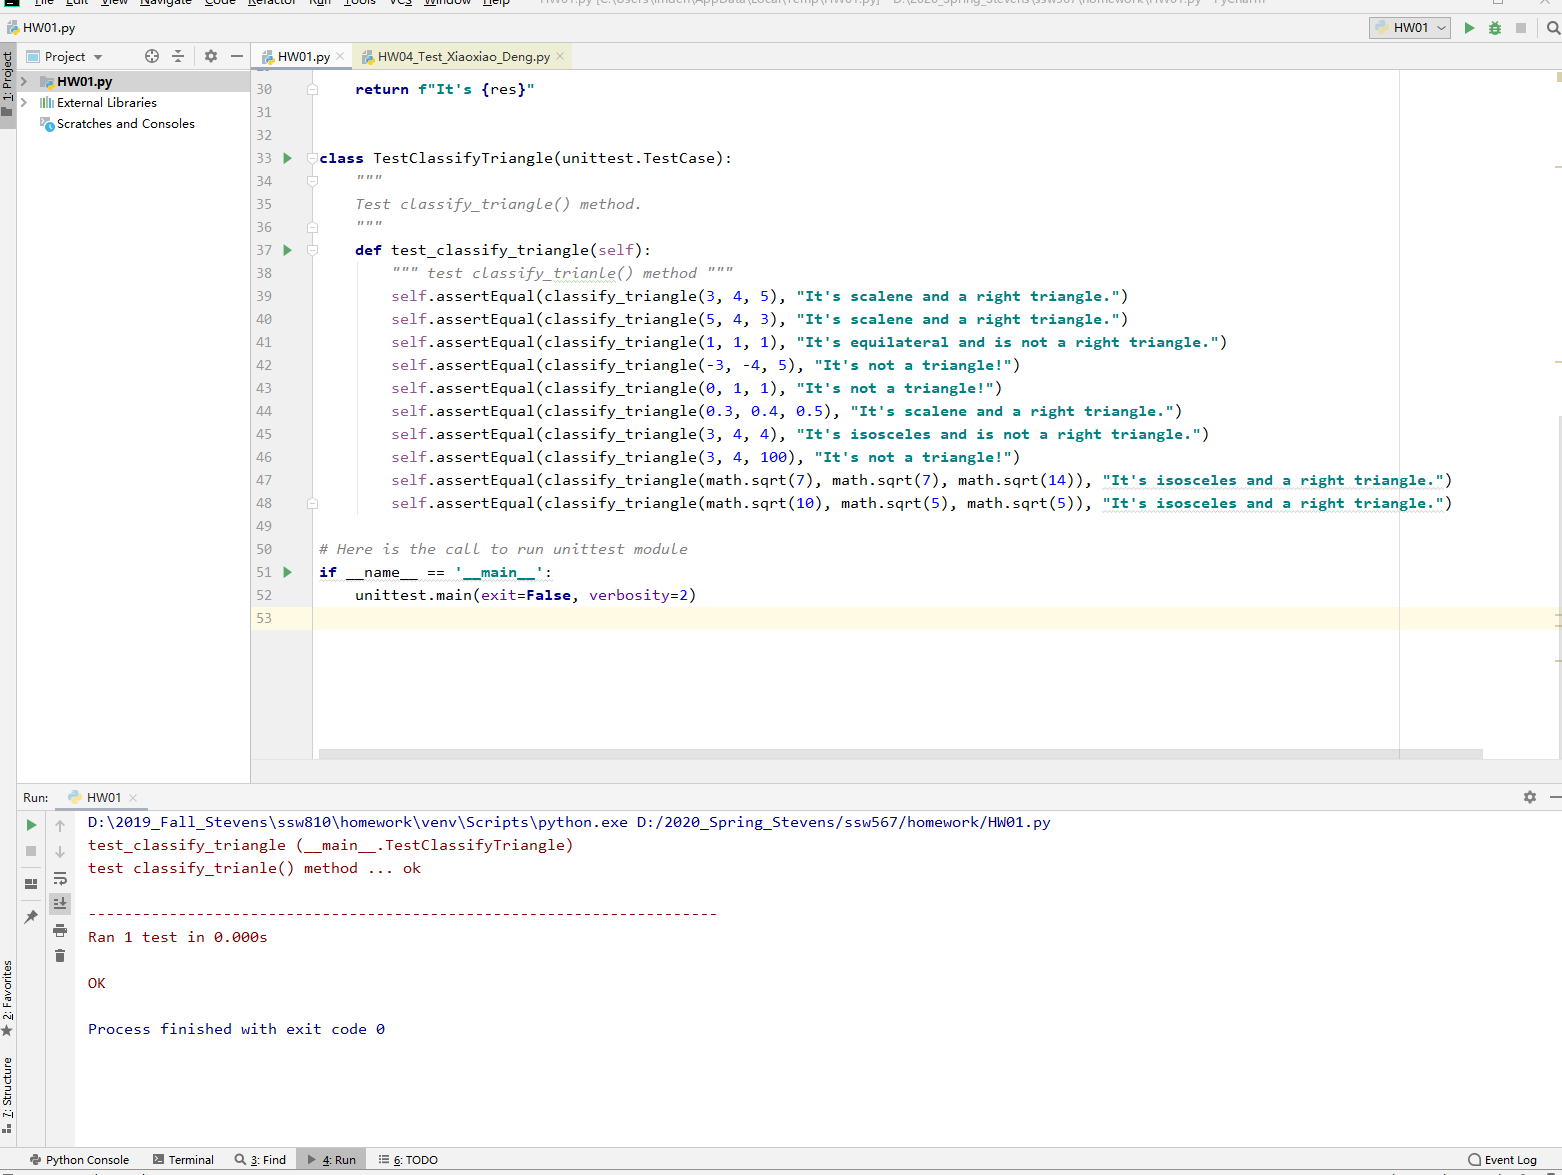 File Edit View Navigate Code Refactor Run Tools VCS Window Help
HW01.py
HW01
1: Project
Project
HW01.py
HW04_Test_Xiaoxiao_Deng.py
HW01.py
External Libraries
Scratches and Consoles
30 return f"It's {res}"
31
32
33 class TestClassifyTriangle(unittest.TestCase):
34 """
35 Test classify_triangle() method.
36 """
37 def test_classify_triangle(self):
38 """ test classify_trianle() method """
39 self.assertEqual(classify_triangle(3, 4, 5), "It's scalene and a right triangle.")
40 self.assertEqual(classify_triangle(5, 4, 3), "It's scalene and a right triangle.")
41 self.assertEqual(classify_triangle(1, 1, 1), "It's equilateral and is not a right triangle.")
42 self.assertEqual(classify_triangle(-3, -4, 5), "It's not a triangle!")
43 self.assertEqual(classify_triangle(0, 1, 1), "It's not a triangle!")
44 self.assertEqual(classify_triangle(0.3, 0.4, 0.5), "It's scalene and a right triangle.")
45 self.assertEqual(classify_triangle(3, 4, 4), "It's isosceles and is not a right triangle.")
46 self.assertEqual(classify_triangle(3, 4, 100), "It's not a triangle!")
47 self.assertEqual(classify_triangle(math.sqrt(7), math.sqrt(7), math.sqrt(14)), "It's isosceles and a right triangle.")
48 self.assertEqual(classify_triangle(math.sqrt(10), math.sqrt(5), math.sqrt(5)), "It's isosceles and a right triangle.")
49
50 # Here is the call to run unittest module
51 if __name__ == '__main__':
52 unittest.main(exit=False, verbosity=2)
53
Run: HW01
D:\2019_Fall_Stevens\ssw810\homework\venv\Scripts\python.exe D:/2020_Spring_Stevens/ssw567/homework/HW01.py
test_classify_triangle (__main__.TestClassifyTriangle)
test classify_trianle() method ... ok
----------------------------------------------------------------------
Ran 1 test in 0.000s
OK
Process finished with exit code 0
2: Favorites
7: Structure
Python Console Terminal 3: Find 4: Run 6: TODO Event Log